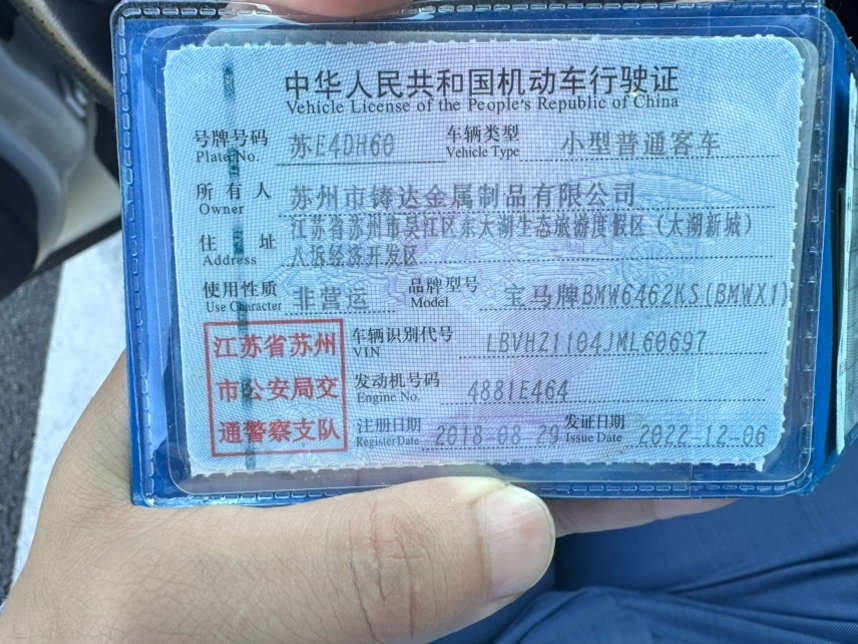 中华人民共和国机动车行驶证
Vehicle License of the People's Republic of China
号牌号码 苏E4DH60 车辆类型 小型普通客车
Plate No. Vehicle Type
所有人 苏州市铸达金属制品有限公司
Owner
江苏省苏州市吴江区东太湖生态旅游度假区（太湖新城）
住址
Address 八坼经济开发区
使用性质 非营运 品牌型号 宝马牌BMW6462KS(BMWX1)
Use Character Model
江苏省苏州 车辆识别代号 LBVHZ1104JML60697
VIN
市公安局交 发动机号码 4881E464
Engine No.
通警察支队 注册日期 2018-08-29 发证日期 2022-12-06
Register Date Issue Date